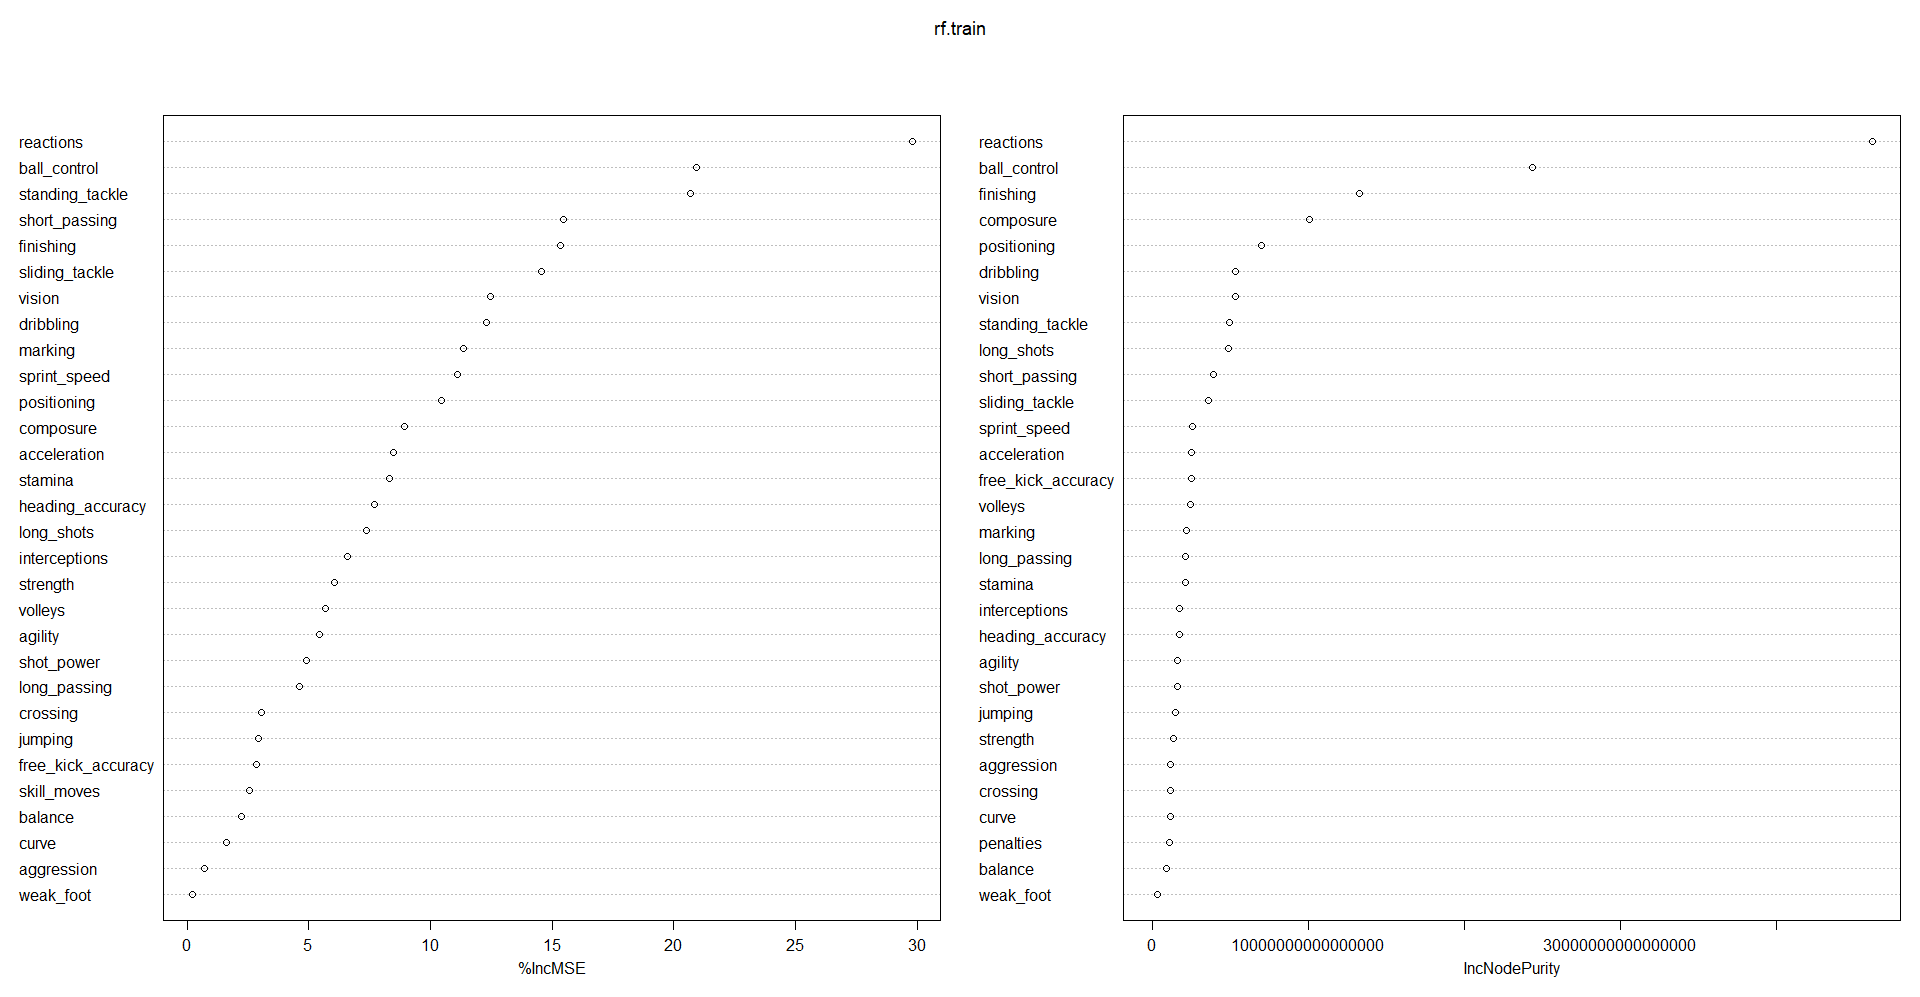 rf.train
reactions
ball_control
standing_tackle
short_passing
finishing
sliding_tackle
vision
dribbling
marking
sprint_speed
positioning
composure
acceleration
stamina
heading_accuracy
long_shots
interceptions
strength
volleys
agility
shot_power
long_passing
crossing
jumping
free_kick_accuracy
skill_moves
balance
curve
aggression
weak_foot
0 5 10 15 20 25 30
%IncMSE
reactions
ball_control
finishing
composure
positioning
dribbling
vision
standing_tackle
long_shots
short_passing
sliding_tackle
sprint_speed
acceleration
free_kick_accuracy
volleys
marking
long_passing
stamina
interceptions
heading_accuracy
agility
shot_power
jumping
strength
aggression
crossing
curve
penalties
balance
weak_foot
0 10000000000000000 30000000000000000
IncNodePurity